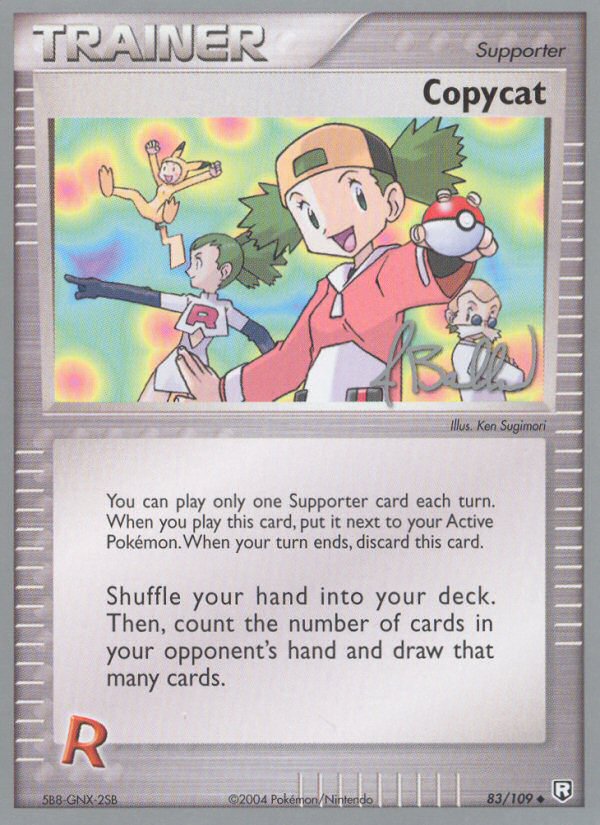 TRAINER
Supporter
Copycat
R
Illus. Ken Sugimori
You can play only one Supporter card each turn.
When you play this card, put it next to your Active
Pokémon. When your turn ends, discard this card.
Shuffle your hand into your deck.
Then, count the number of cards in
your opponent's hand and draw that
many cards.
R
5B8-GNX-2SB
©2004 Pokémon/Nintendo
83/109 ◆ R